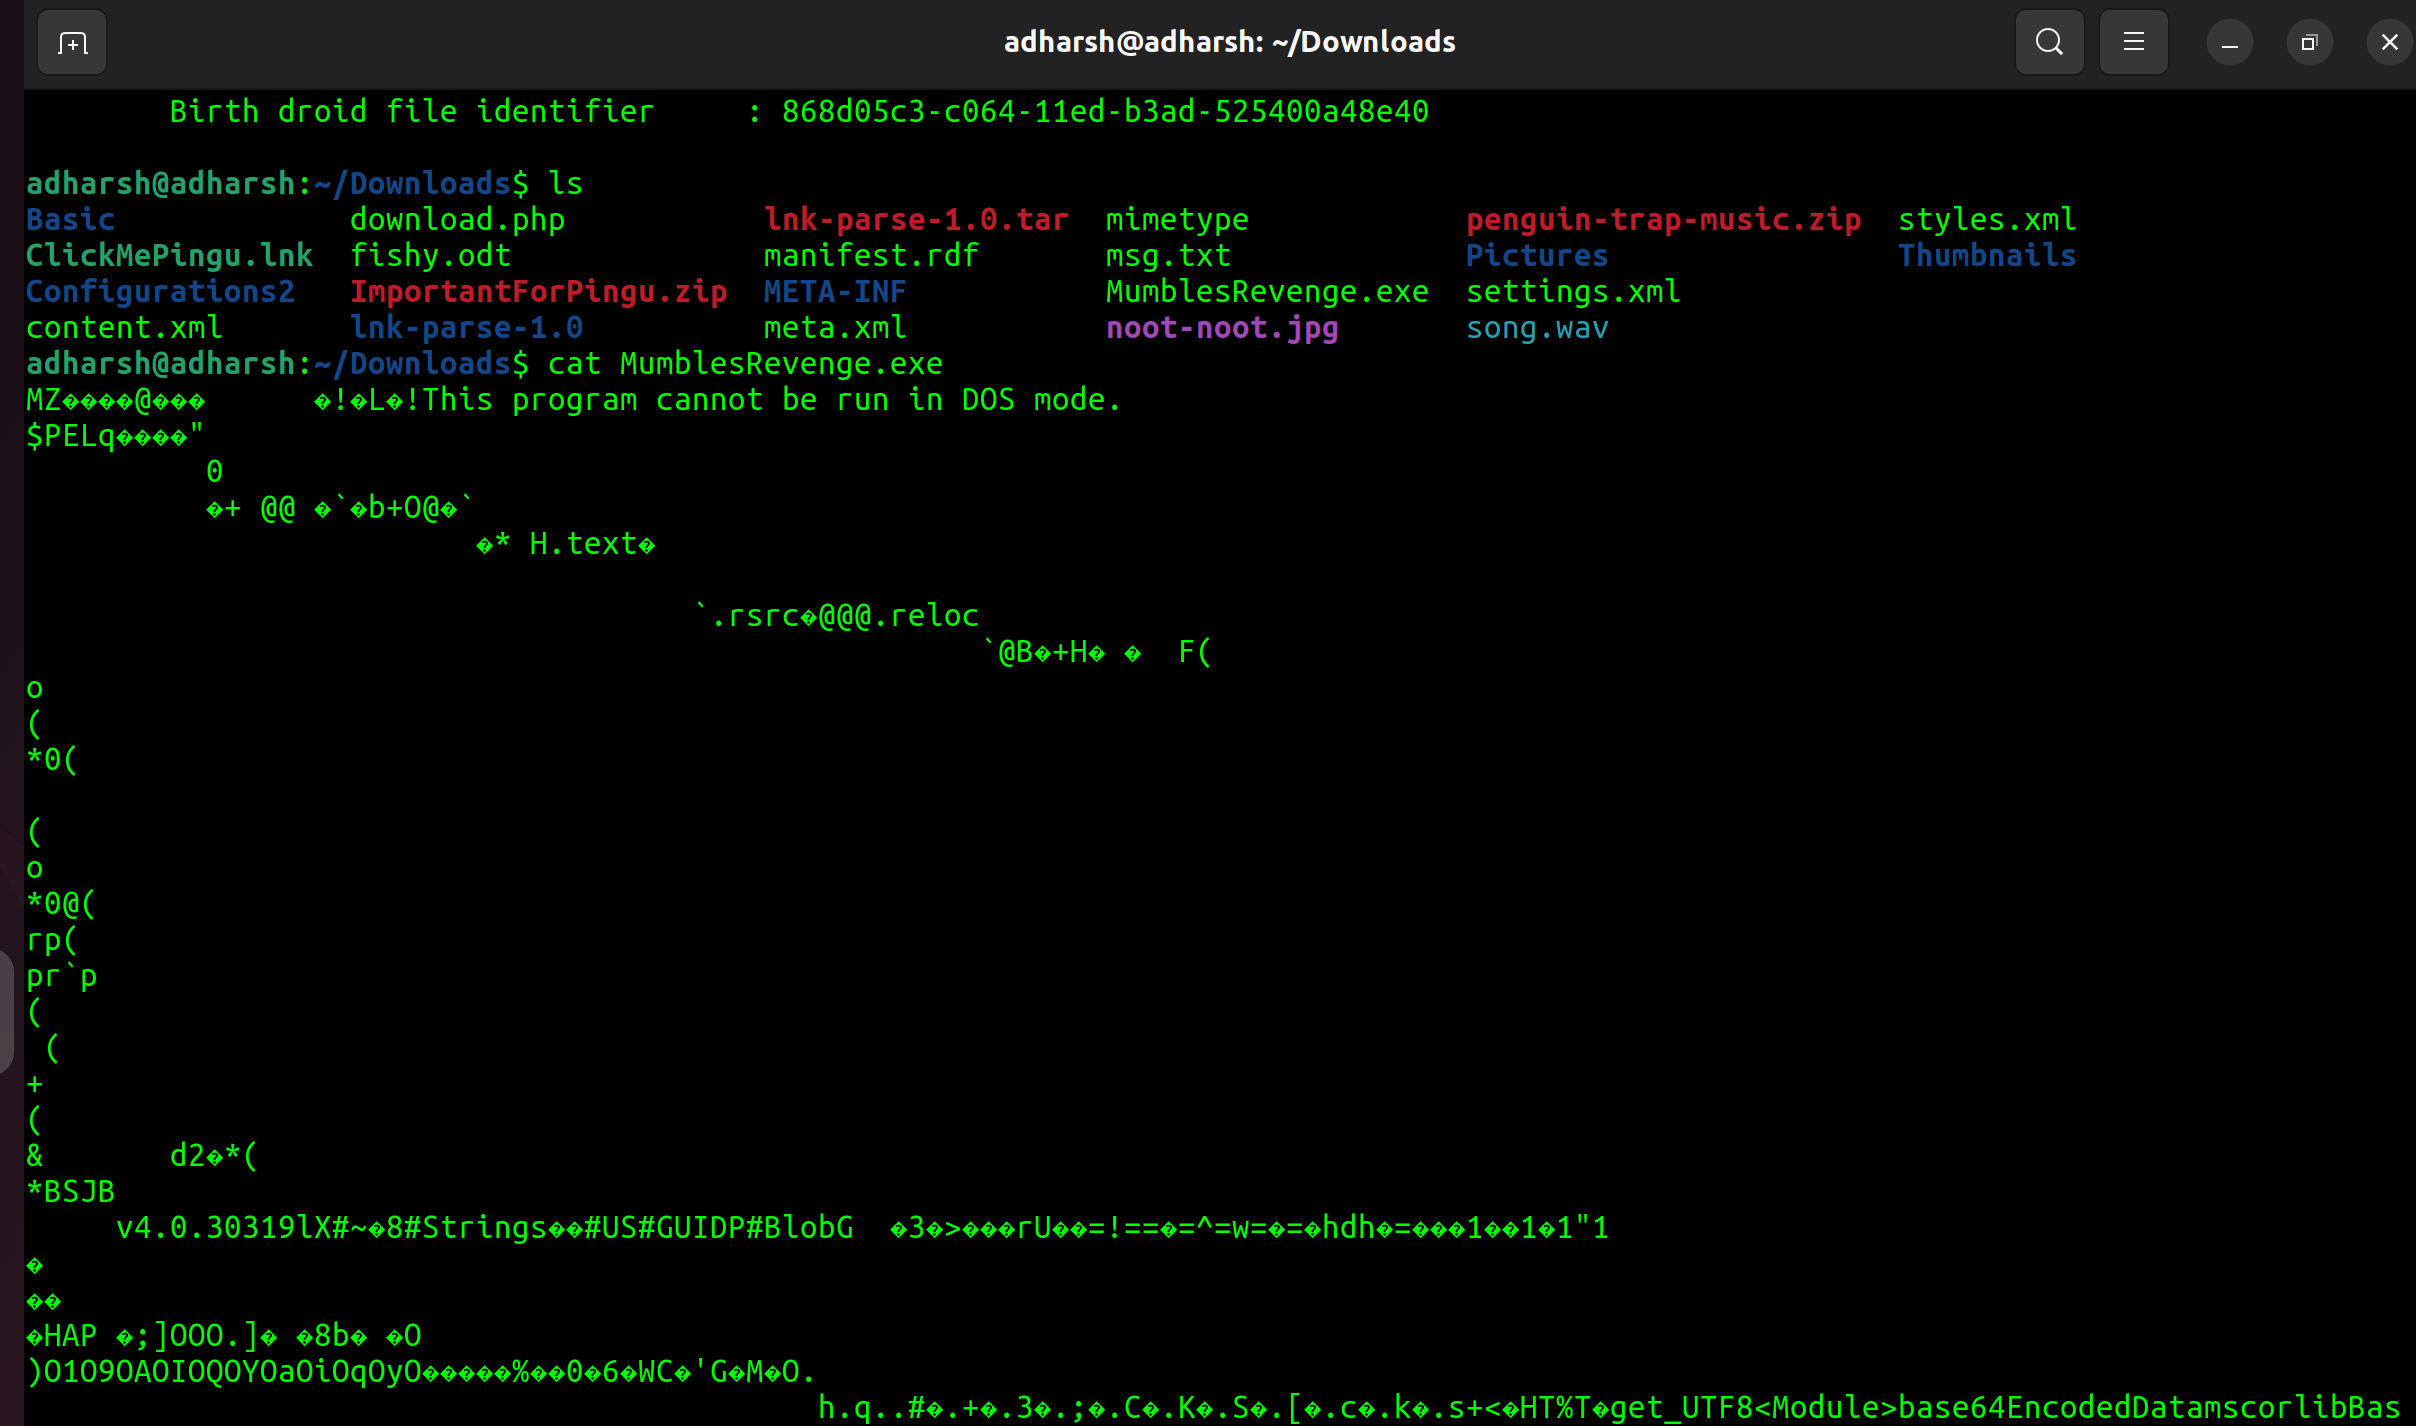 adharsh@adharsh: ~/Downloads
Birth droid file identifier     : 868d05c3-c064-11ed-b3ad-525400a48e40
adharsh@adharsh:~/Downloads$ ls
Basic             download.php           lnk-parse-1.0.tar  mimetype            penguin-trap-music.zip  styles.xml
ClickMePingu.lnk  fishy.odt              manifest.rdf       msg.txt             Pictures                Thumbnails
Configurations2   ImportantForPingu.zip  META-INF           MumblesRevenge.exe  settings.xml
content.xml       lnk-parse-1.0          meta.xml           noot-noot.jpg       song.wav
adharsh@adharsh:~/Downloads$ cat MumblesRevenge.exe
MZ����@���      �!�L�!This program cannot be run in DOS mode.
$PELq����"
0
�+ @@ �`�b+O@�`
�* H.text�
`.rsrc�@@@.reloc
`@B�+H� �  F(
o
(
*0(
(
o
*0@(
rp(
pr`p
(
(
+
(
&       d2�*(
*BSJB
v4.0.30319lX#~�8#Strings��#US#GUIDP#BlobG  �3�>���rU��=!==�=^=w=�=�hdh�=���1��1�1"1
�
��
�HAP �;]OOO.]� �8b� �O
)O1O9OAOIOQOYOaOiOqOyO�����%��0�6�WC�'G�M�O.
h.q..#�.+�.3�.;�.C�.K�.S�.[�.c�.k�.s+<�HT%T�get_UTF8<Module>base64EncodedDatamscorlibBas